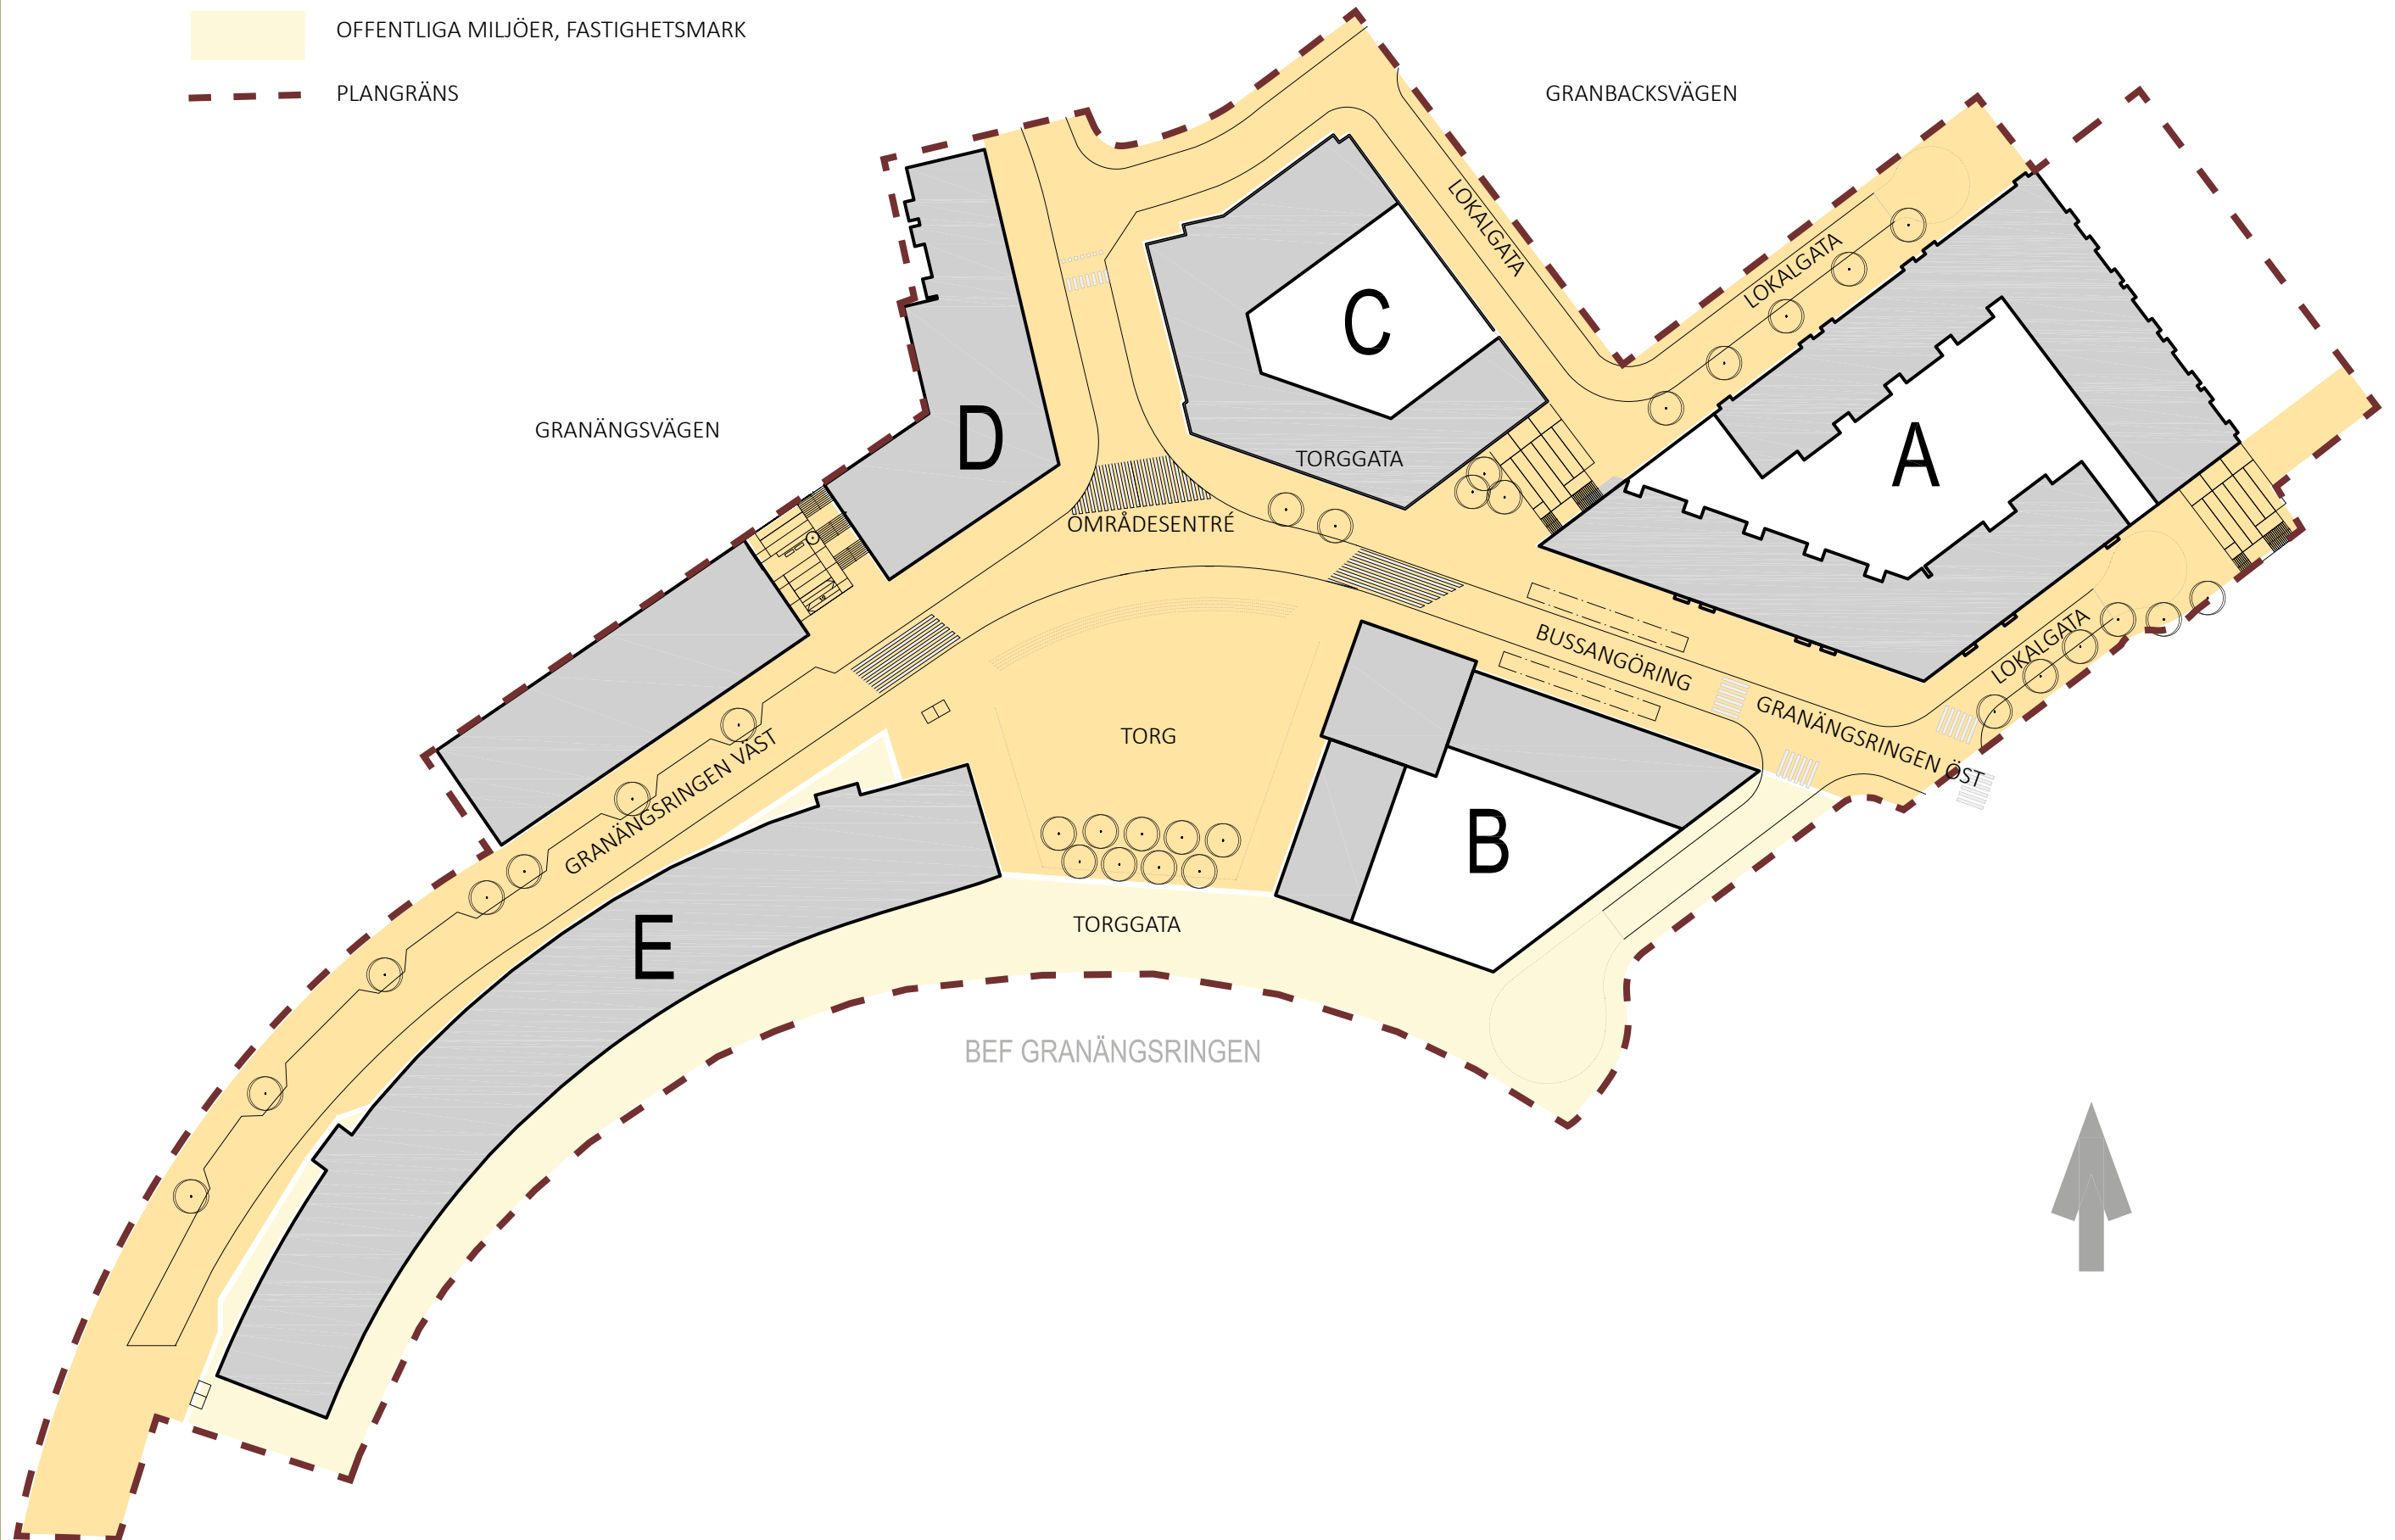 OFFENTLIGA MILJÖER, FASTIGHETSMARK
PLANGRÄNS
GRANBACKSVÄGEN
LOKALGATA
LOKALGATA
C
GRANÄNGSVÄGEN
D
A
TORGGATA
OMRÅDESENTRÉ
BUSSANGÖRING
LOKALGATA
GRANÄNGSRINGEN ÖST
TORG
GRANÄNGSRINGEN VÄST
B
E
TORGGATA
BEF GRANÄNGSRINGEN